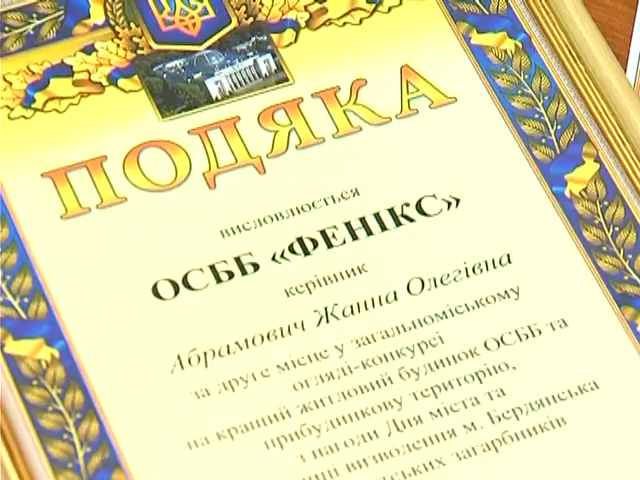 ПОДЯКА
висловлюється
ОСББ «ФЕНІКС»
керівник
Абрамович Жанна Олегівна
за друге місце у загальноміському
огляді-конкурсі
на кращий житловий будинок ОСББ та
прибудинкову територію,
з нагоди Дня міста та
визволення м. Бердянська
загарбників